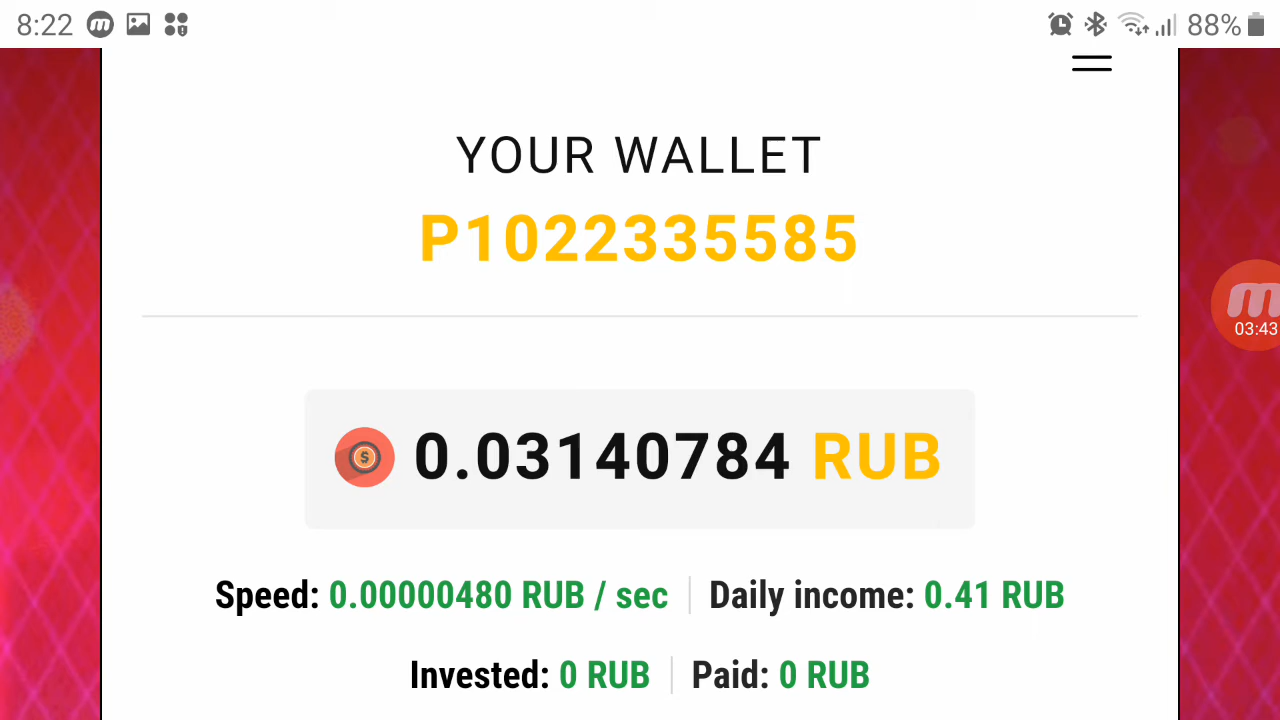 8:22 88%
YOUR WALLET
P1022335585
03:43
0.03140784 RUB
Speed: 0.00000480 RUB / sec Daily income: 0.41 RUB
Invested: 0 RUB Paid: 0 RUB